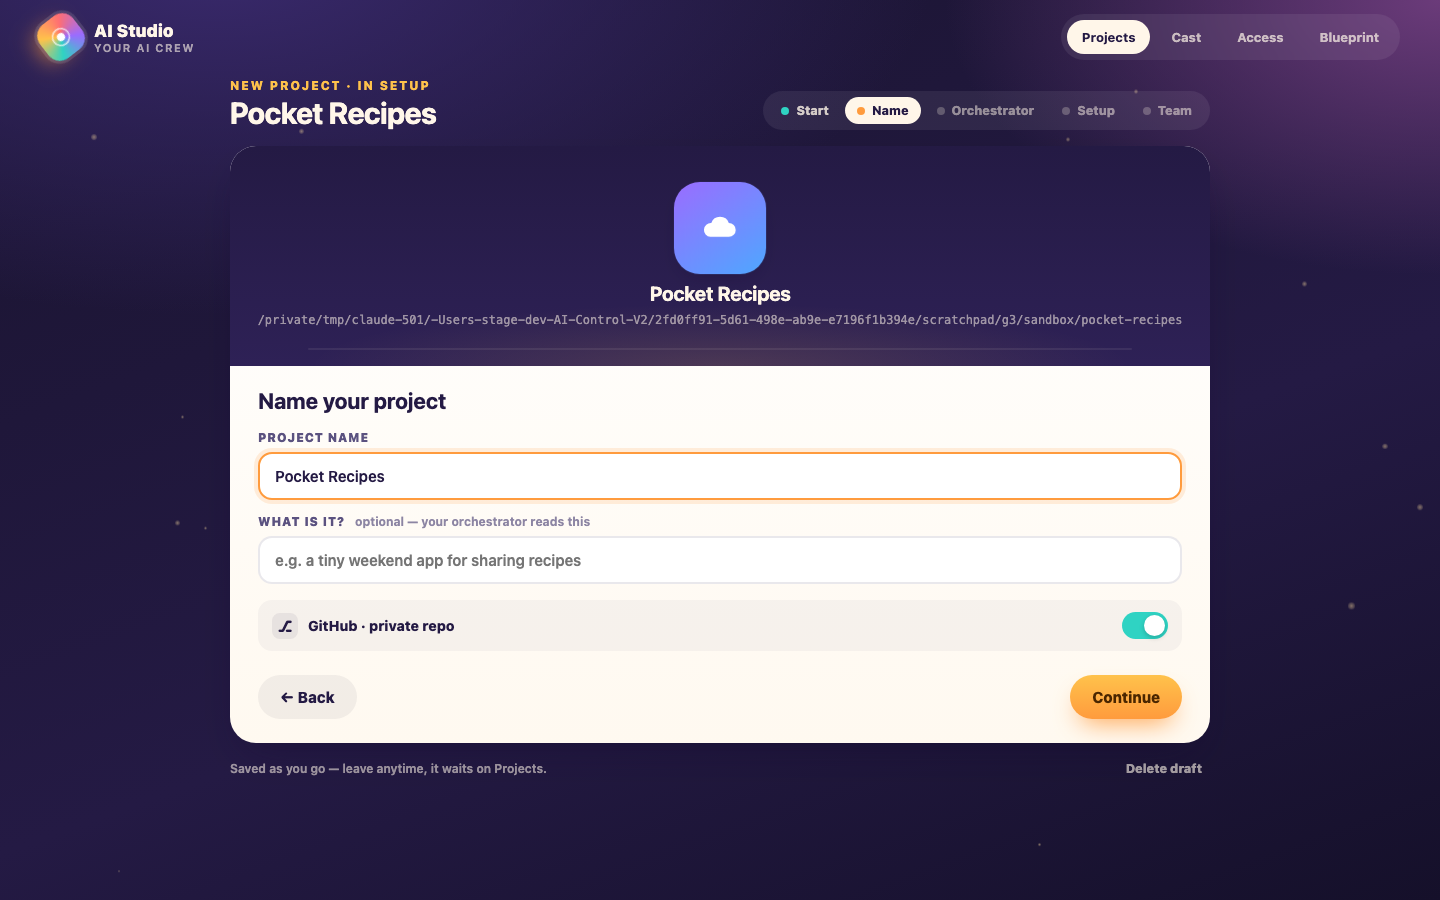 AI Studio
YOUR AI CREW
Projects
Cast
Access
Blueprint
NEW PROJECT · IN SETUP
Pocket Recipes
Start
Name
Orchestrator
Setup
Team
Pocket Recipes
/private/tmp/claude-501/-Users-stage-dev-AI-Control-V2/2fd0ff91-5d61-498e-ab9e-e7196f1b394e/scratchpad/g3/sandbox/pocket-recipes
Name your project
PROJECT NAME
Pocket Recipes
WHAT IS IT? optional — your orchestrator reads this
e.g. a tiny weekend app for sharing recipes
GitHub · private repo
← Back
Continue
Saved as you go — leave anytime, it waits on Projects.
Delete draft